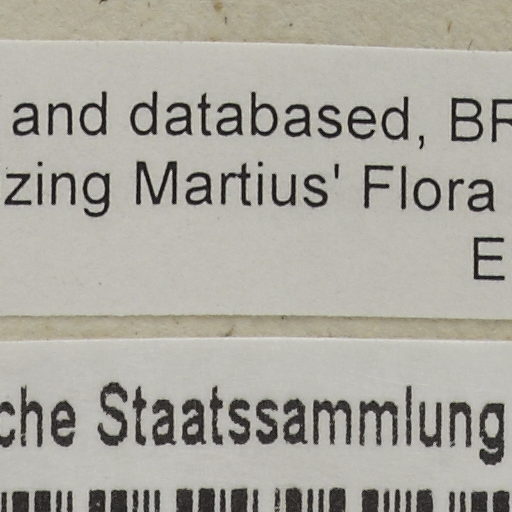 and databased, BR
zing Martius' Flora
E
che Staatssammlung